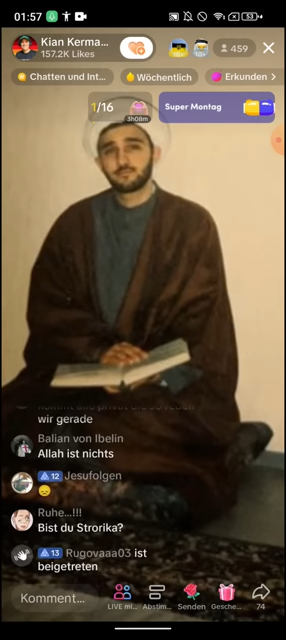 01:57
53
Kian Kerma...
157.2K Likes
459
Chatten und Int...
Wöchentlich
Erkunden
1/16
3h08m
Super Montag
wir gerade
Balian von Ibelin
Allah ist nichts
12 Jesufolgen
Ruhe...!!!
Bist du Strorika?
13 Rugovaaa03 ist
beigetreten
Komment...
LIVE mi...
Abstim...
Senden
Gesche...
74